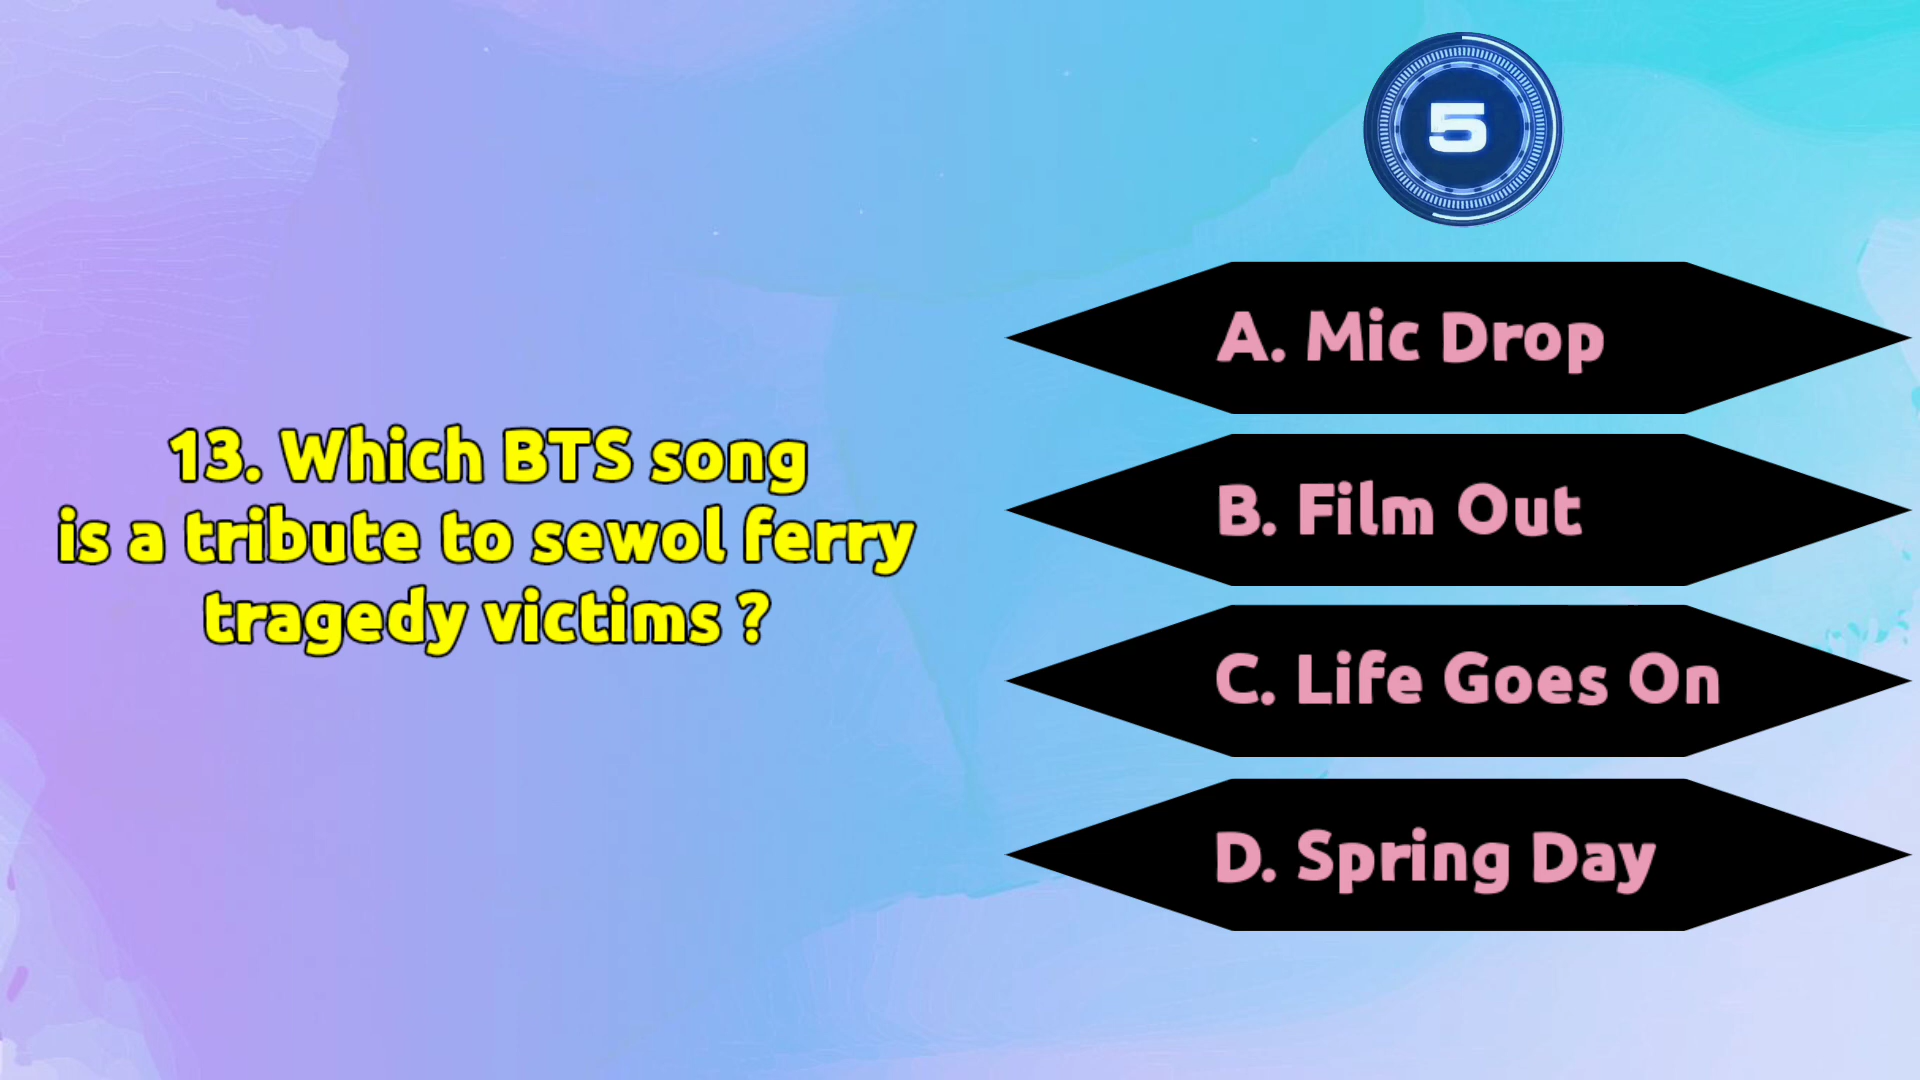 5
13. Which BTS song
is a tribute to sewol ferry
tragedy victims ?
A. Mic Drop
B. Film Out
C. Life Goes On
D. Spring Day